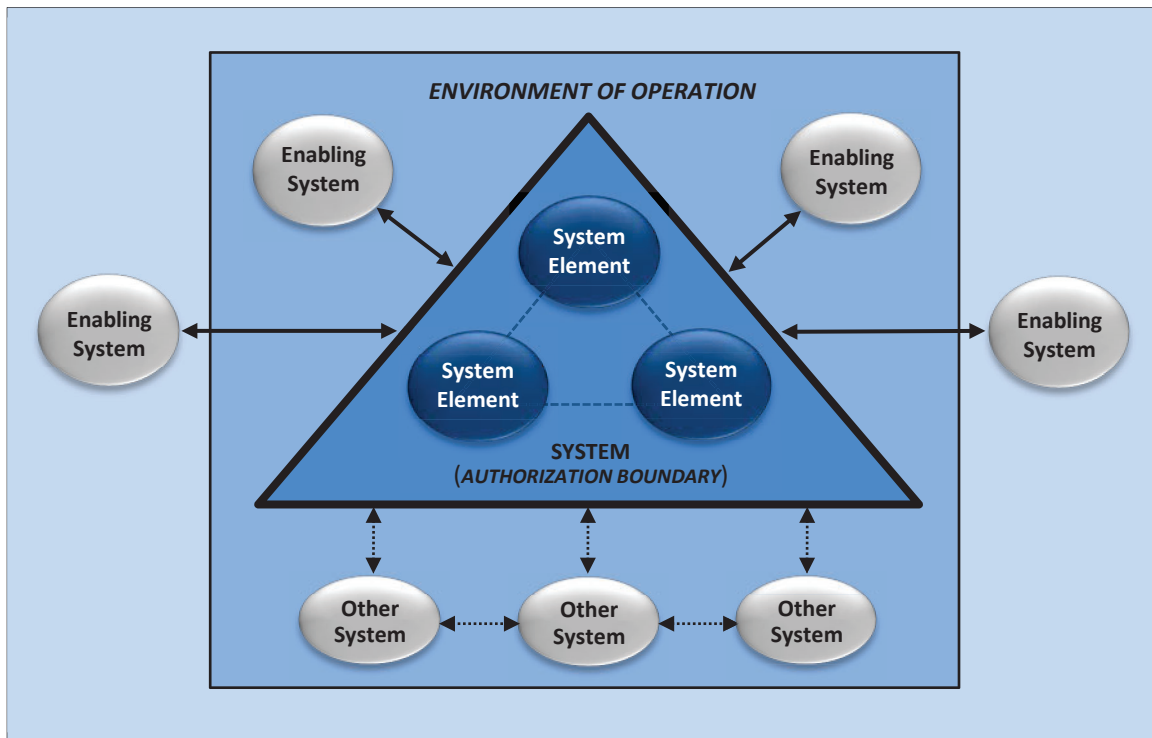 ENVIRONMENT OF OPERATION
Enabling
System
Enabling
System
System
Element
Enabling
System
Enabling
System
System
Element
System
Element
SYSTEM
(AUTHORIZATION BOUNDARY)
Other
System
Other
System
Other
System